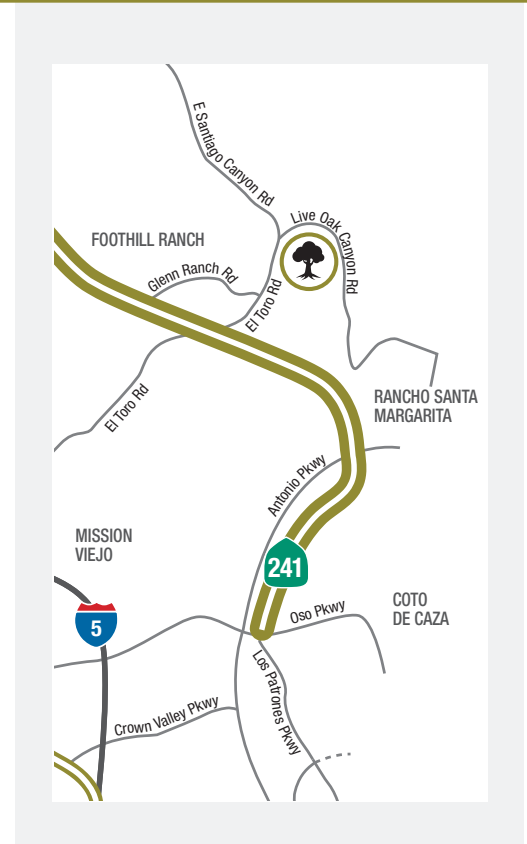 E Santiago Canyon Rd
Live Oak Canyon Rd
FOOTHILL RANCH
Glenn Ranch Rd
El Toro Rd
El Toro Rd
RANCHO SANTA
MARGARITA
Antonio Pkwy
MISSION
VIEJO
241
COTO
DE CAZA
Oso Pkwy
5
Los Patrones Pkwy
Crown Valley Pkwy